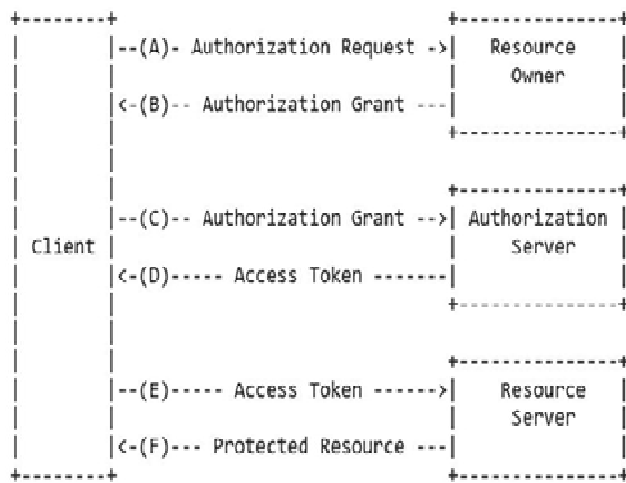 +--------+                               +---------------+
|        |--(A)- Authorization Request ->|   Resource    |
|        |                               |     Owner     |
|        |<-(B)-- Authorization Grant ---|               |
|        |                               +---------------+
|        |
|        |                               +---------------+
|        |--(C)-- Authorization Grant -->| Authorization |
| Client |                               |     Server    |
|        |<-(D)----- Access Token -------|               |
|        |                               +---------------+
|        |
|        |                               +---------------+
|        |--(E)----- Access Token ------>|    Resource   |
|        |                               |     Server    |
|        |<-(F)--- Protected Resource ---|               |
+--------+                               +---------------+